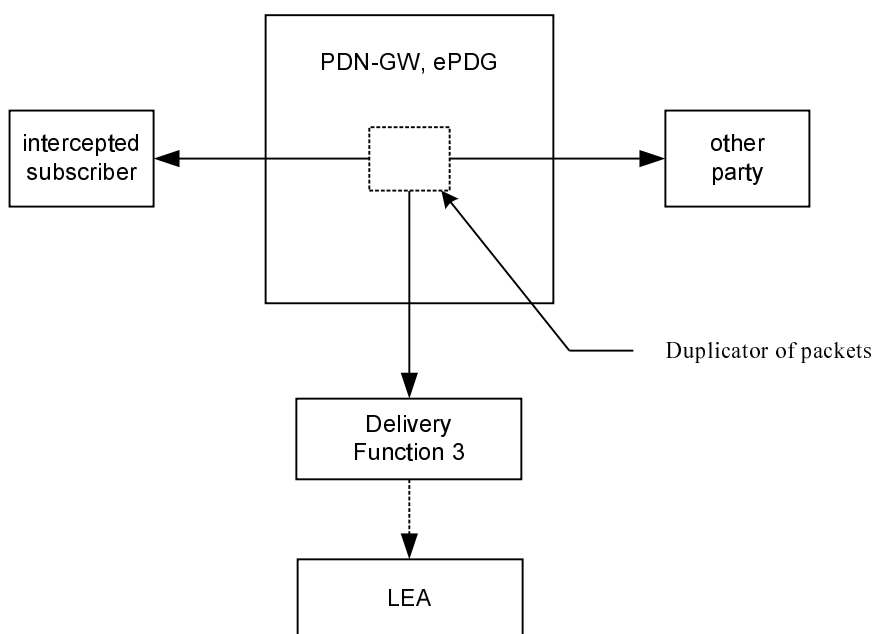 PDN-GW, ePDG
intercepted
subscriber
other
party
Duplicator of packets
Delivery
Function 3
LEA